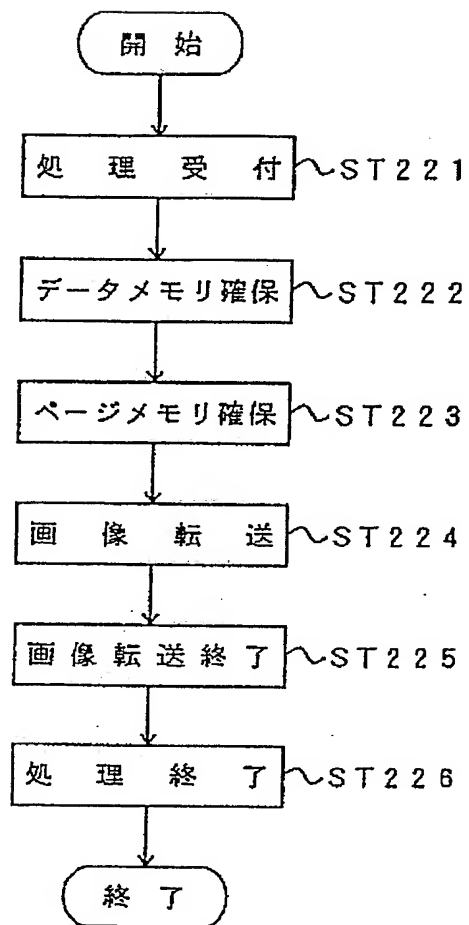 開始
処理受付 ST221
データメモリ確保 ST222
ページメモリ確保 ST223
画像転送 ST224
画像転送終了 ST225
処理終了 ST226
終了